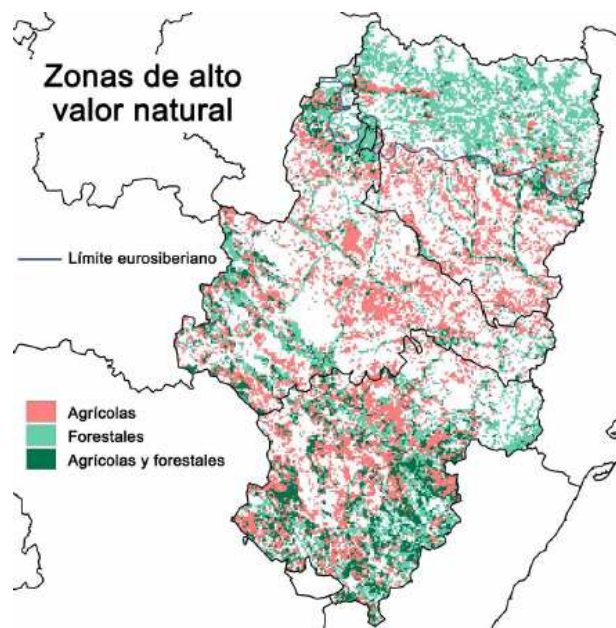 Zonas de alto
valor natural
Límite eurosiberiano
Agrícolas
Forestales
Agrícolas y forestales